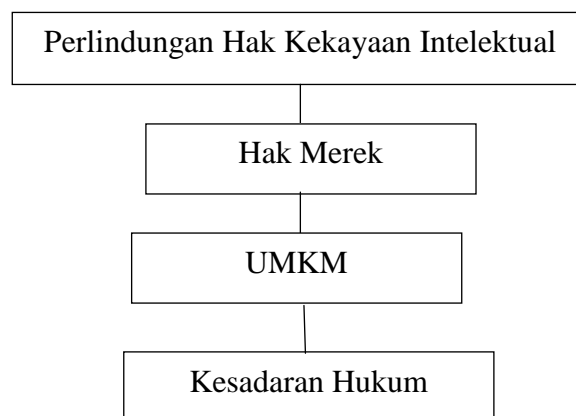 Perlindungan Hak Kekayaan Intelektual
Hak Merek
UMKM
Kesadaran Hukum